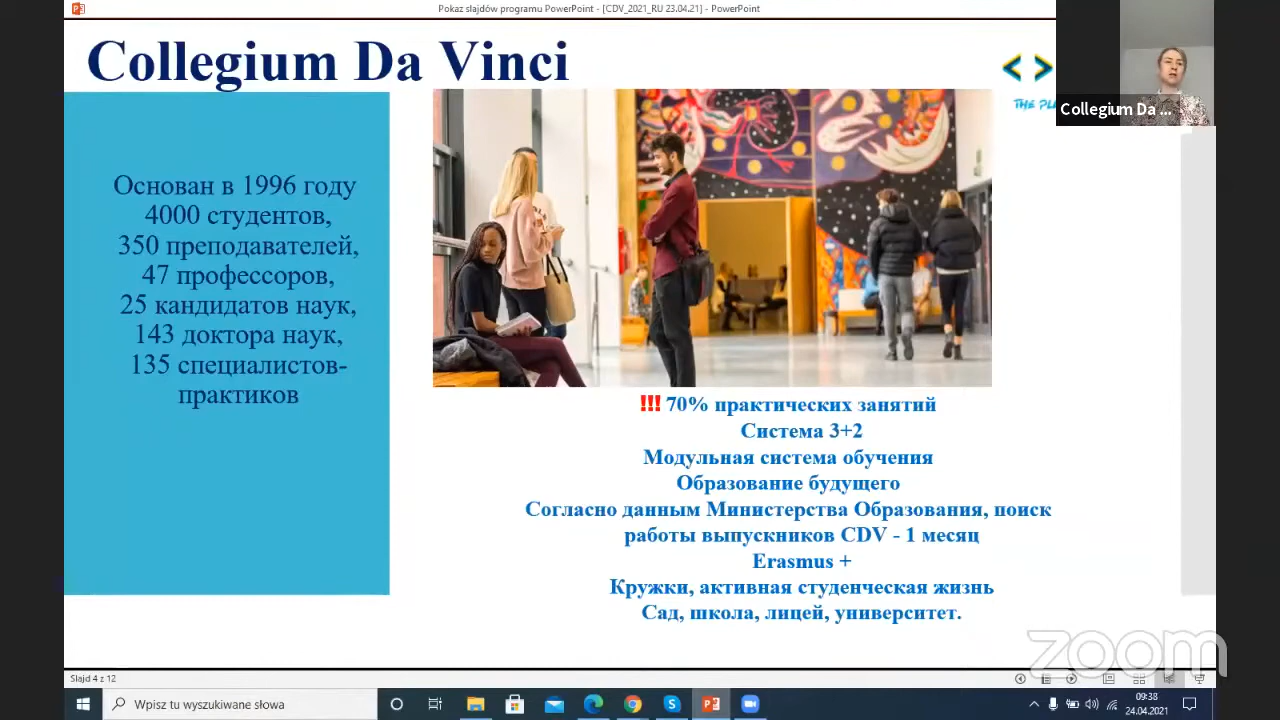 Pokaz slajdów programu PowerPoint - [CDV_2021_RU 23.04.21] - PowerPoint
Collegium Da Vinci
Collegium Da ...
Основан в 1996 году
4000 студентов,
350 преподавателей,
47 профессоров,
25 кандидатов наук,
143 доктора наук,
135 специалистов-
практиков
!!! 70% практических занятий
Система 3+2
Модульная система обучения
Образование будущего
Согласно данным Министерства Образования, поиск
работы выпускников CDV - 1 месяц
Erasmus +
Кружки, активная студенческая жизнь
Сад, школа, лицей, университет.
zoom
Slajd 4 z 12
Wpisz tu wyszukiwane słowa
09:38
24.04.2021